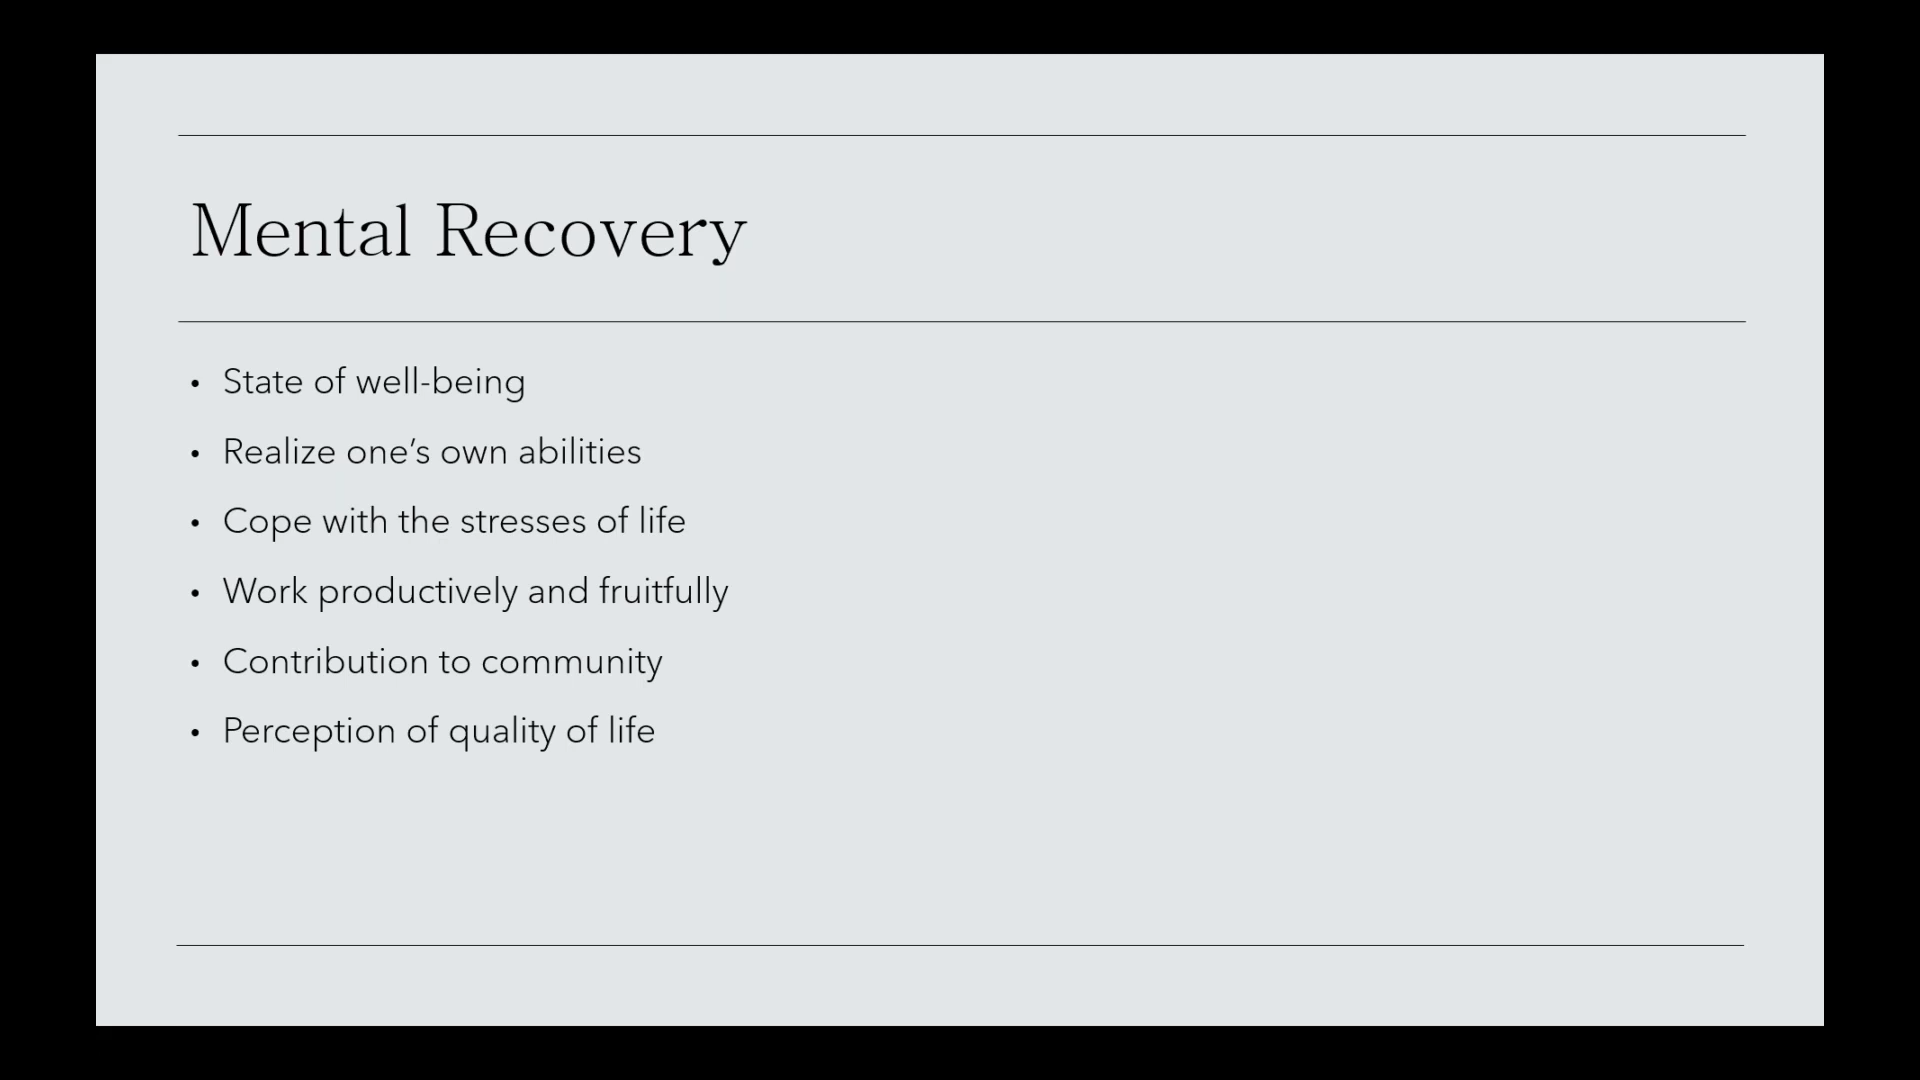 Mental Recovery
• State of well-being
• Realize one’s own abilities
• Cope with the stresses of life
• Work productively and fruitfully
• Contribution to community
• Perception of quality of life